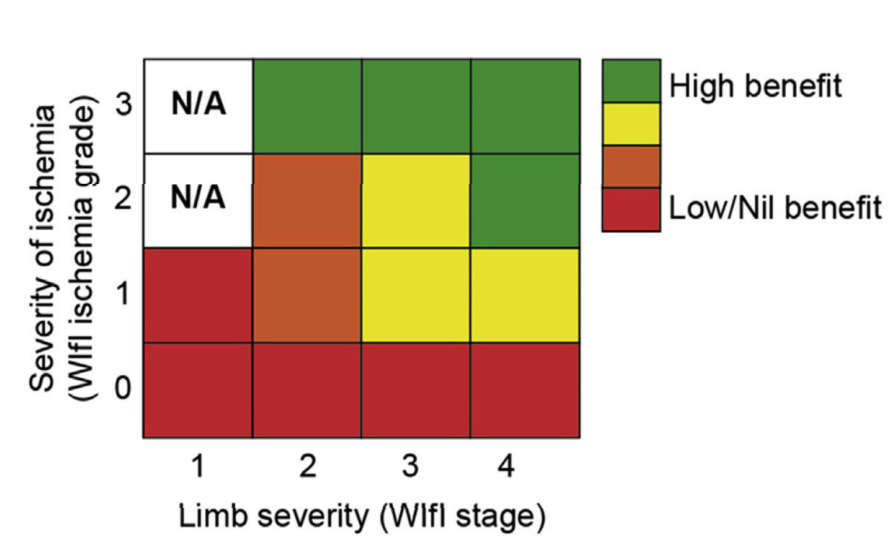 N/A
N/A
3
2
1
0
Severity of ischemia
(WIfI ischemia grade)
1 2 3 4
Limb severity (WIfI stage)
High benefit
Low/Nil benefit